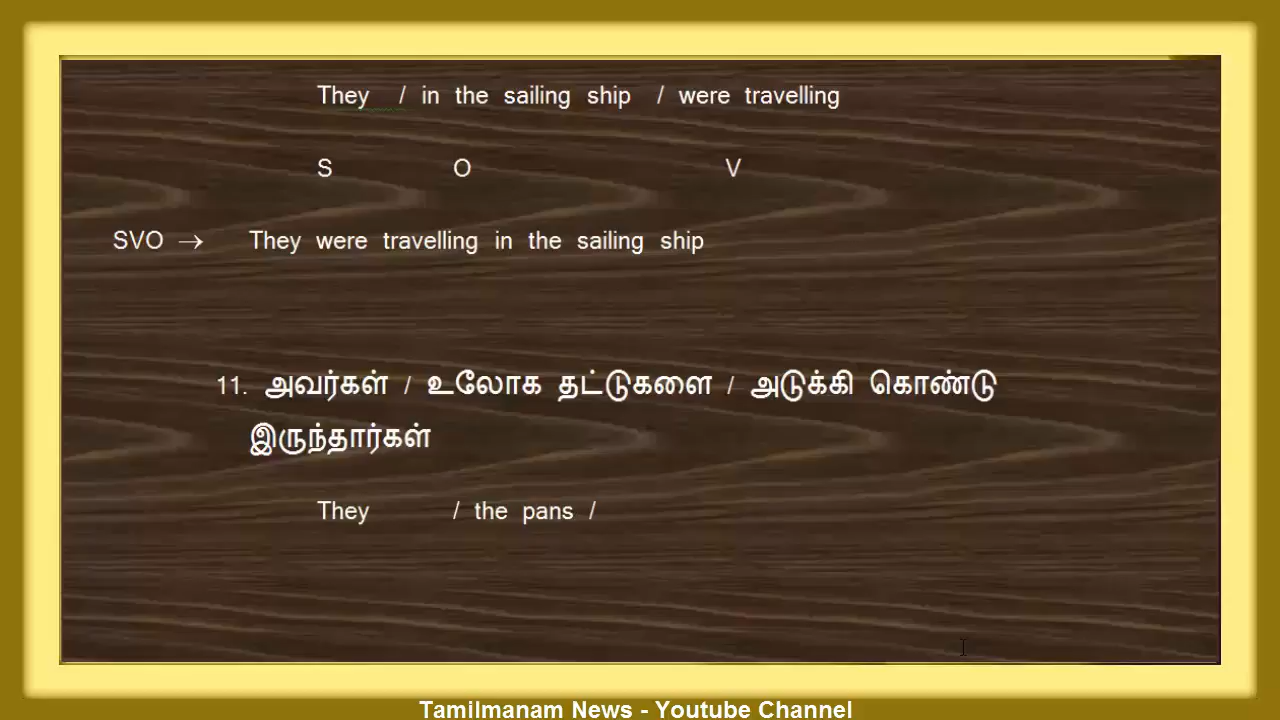 They / in the sailing ship / were travelling
S O V
SVO → They were travelling in the sailing ship
11. அவர்கள் / உலோக தட்டுகளை / அடுக்கி கொண்டு
இருந்தார்கள்
They / the pans /
Tamilmanam News - Youtube Channel